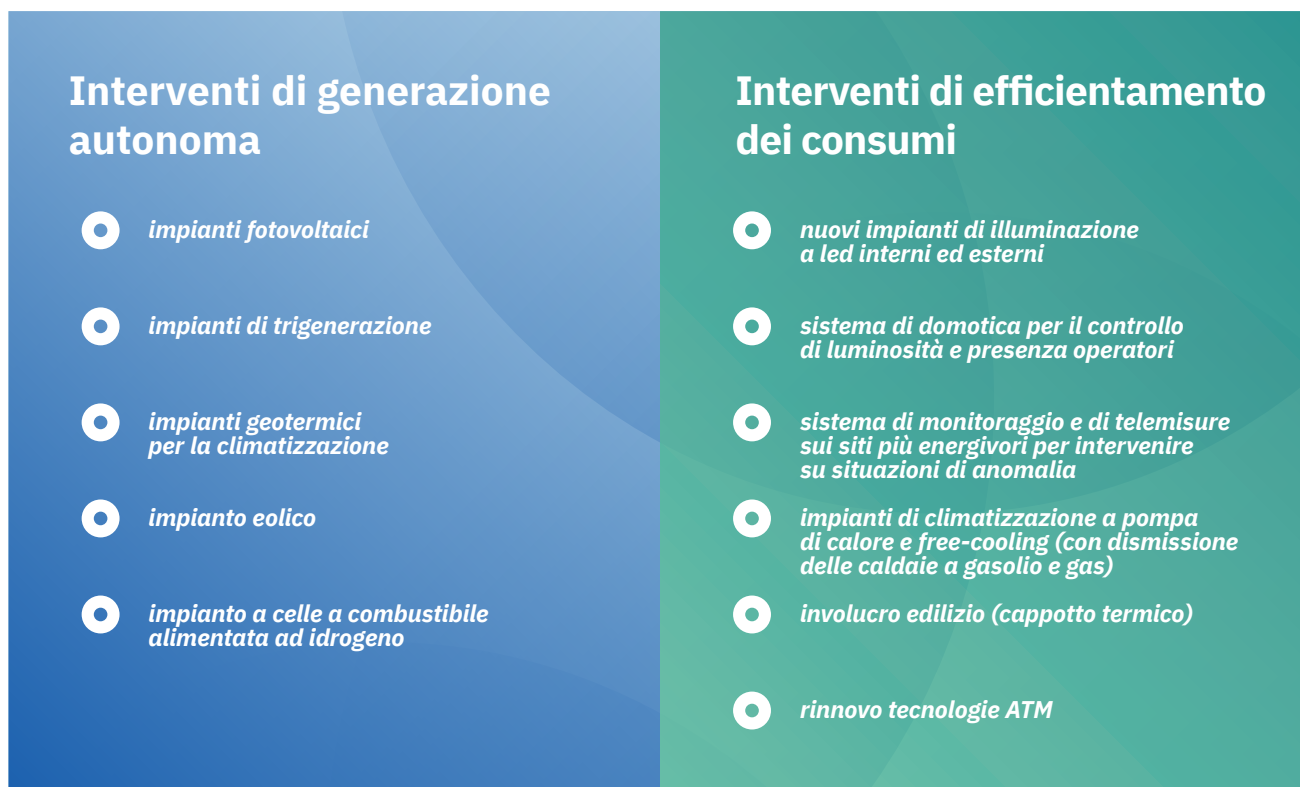 Interventi di generazione
autonoma
impianti fotovoltaici
impianti di trigenerazione
impianti geotermici
per la climatizzazione
impianto eolico
impianto a celle a combustibile
alimentata ad idrogeno
Interventi di efficientamento
dei consumi
nuovi impianti di illuminazione
a led interni ed esterni
sistema di domotica per il controllo
di luminosità e presenza operatori
sistema di monitoraggio e di telemisure
sui siti più energivori per intervenire
su situazioni di anomalia
impianti di climatizzazione a pompa
di calore e free-cooling (con dismissione
delle caldaie a gasolio e gas)
involucro edilizio (cappotto termico)
rinnovo tecnologie ATM